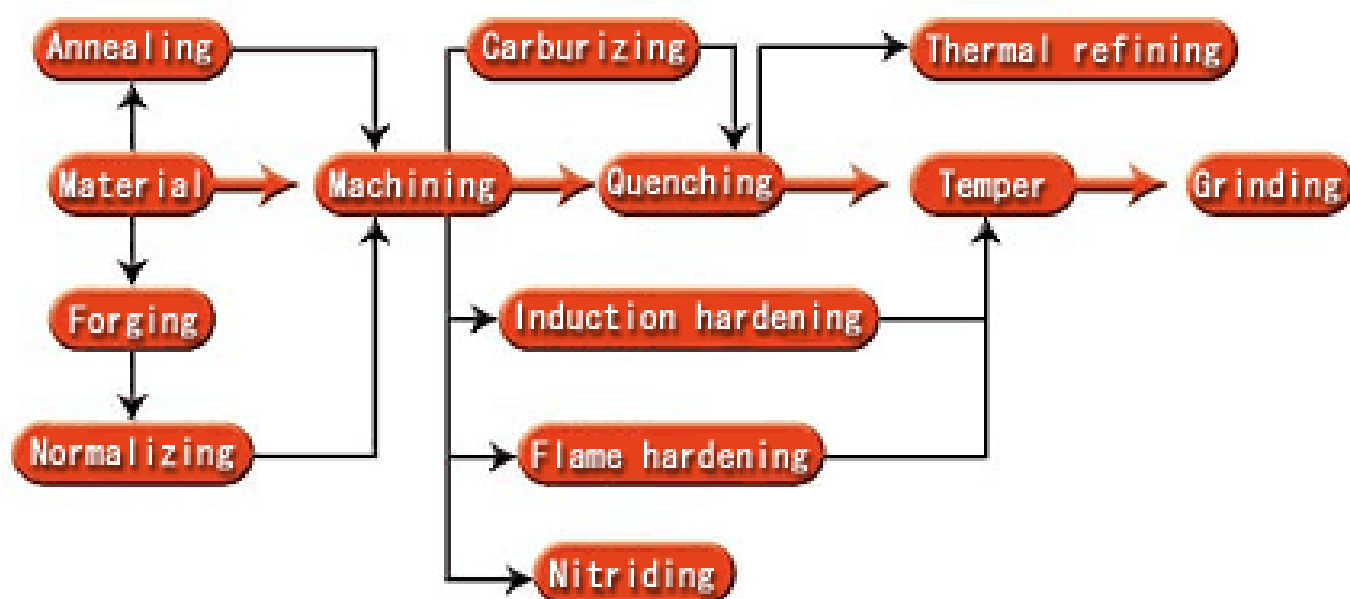 Annealing
Carburizing
Thermal refining
Material
Machining
Quenching
Temper
Grinding
Forging
Induction hardening
Normalizing
Flame hardening
Nitriding